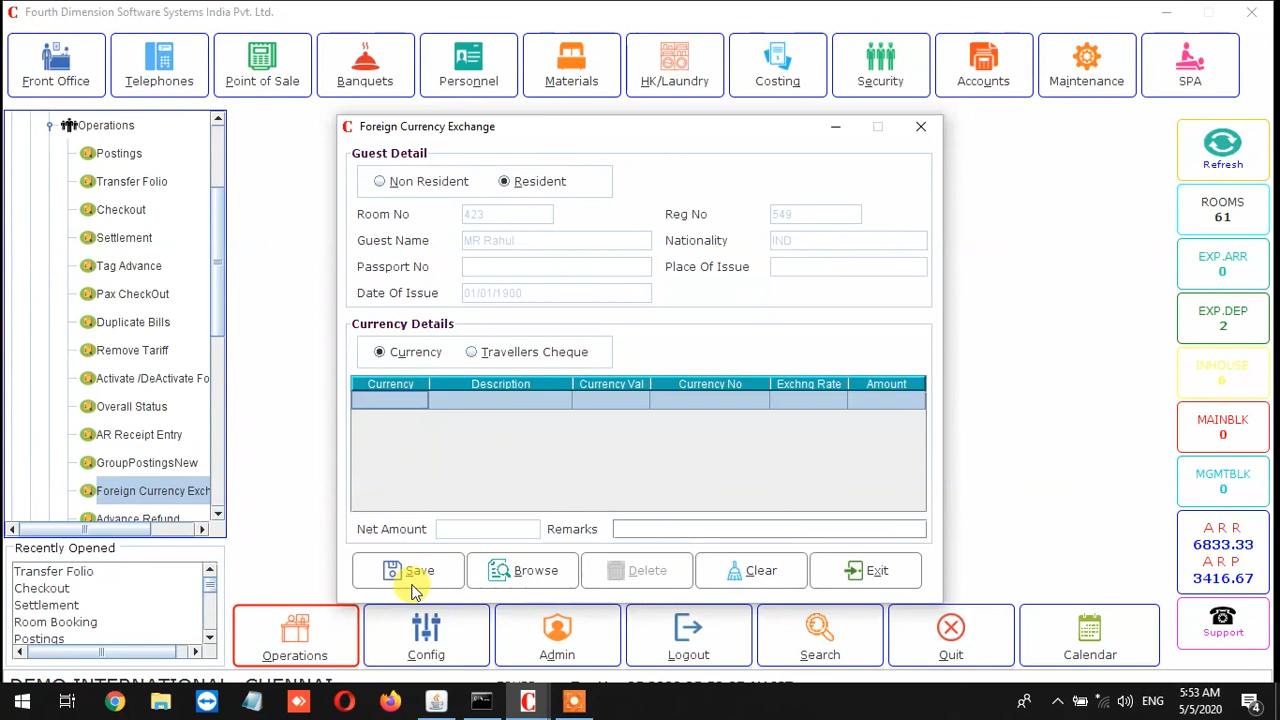 Fourth Dimension Software Systems India Pvt. Ltd.
Front Office
Telephones
Point of Sale
Banquets
Personnel
Materials
HK/Laundry
Costing
Security
Accounts
Maintenance
SPA
Operations
Postings
Transfer Folio
Checkout
Settlement
Tag Advance
Pax CheckOut
Duplicate Bills
Remove Tariff
Activate /DeActivate Fo
Overall Status
AR Receipt Entry
GroupPostingsNew
Foreign Currency Exch
Advance Refund
Recently Opened
Transfer Folio
Checkout
Settlement
Room Booking
Postings
Foreign Currency Exchange
Guest Detail
Non Resident
Resident
Room No 423 Reg No 549
Guest Name MR Rahul... Nationality IND
Passport No Place Of Issue
Date Of Issue 01/01/1900
Currency Details
Currency
Travellers Cheque
Currency Description Currency Val Currency No Exchng Rate Amount
Net Amount Remarks
Save
Browse
Delete
Clear
Exit
Refresh
ROOMS
61
EXP.ARR
0
EXP.DEP
2
INHOUSE
6
MAINBLK
0
MGMTBLK
0
A R R
6833.33
A R P
3416.67
Support
Operations
Config
Admin
Logout
Search
Quit
Calendar
DEMO INTERNATIONAL, CHENNAI
ENG
5:53 AM
5/5/2020
4